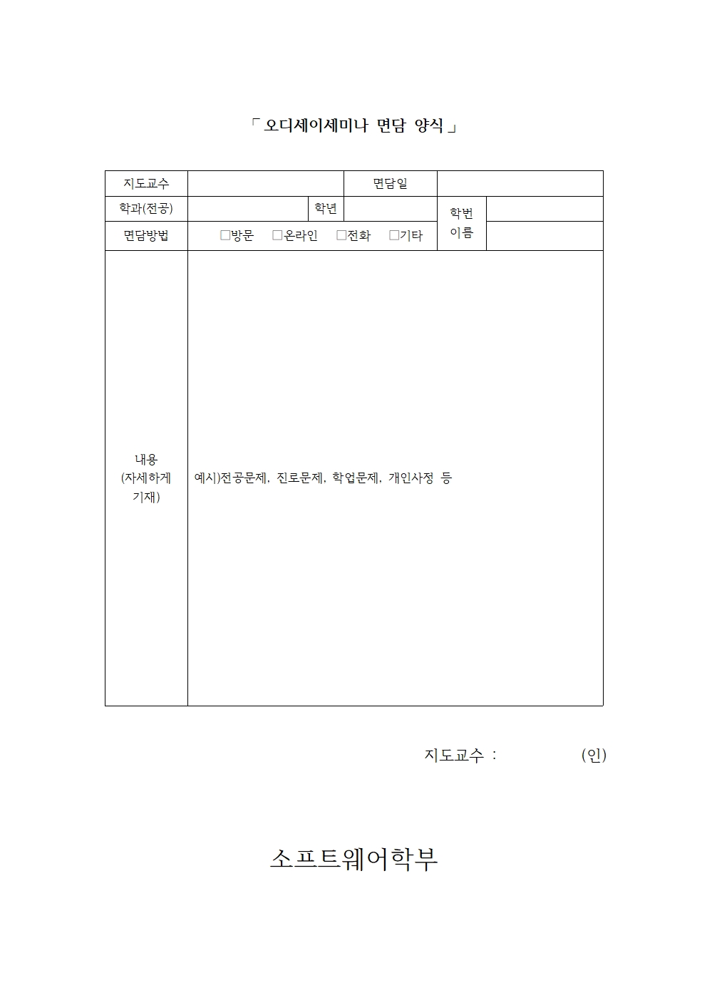 「오디세이세미나 면담 양식」
지도교수 면담일
학과(전공) 학년 학번
이름
면담방법 □방문 □온라인 □전화 □기타
내용
(자세하게
기재)
예시)전공문제, 진로문제, 학업문제, 개인사정 등
지도교수 : (인)
소프트웨어학부